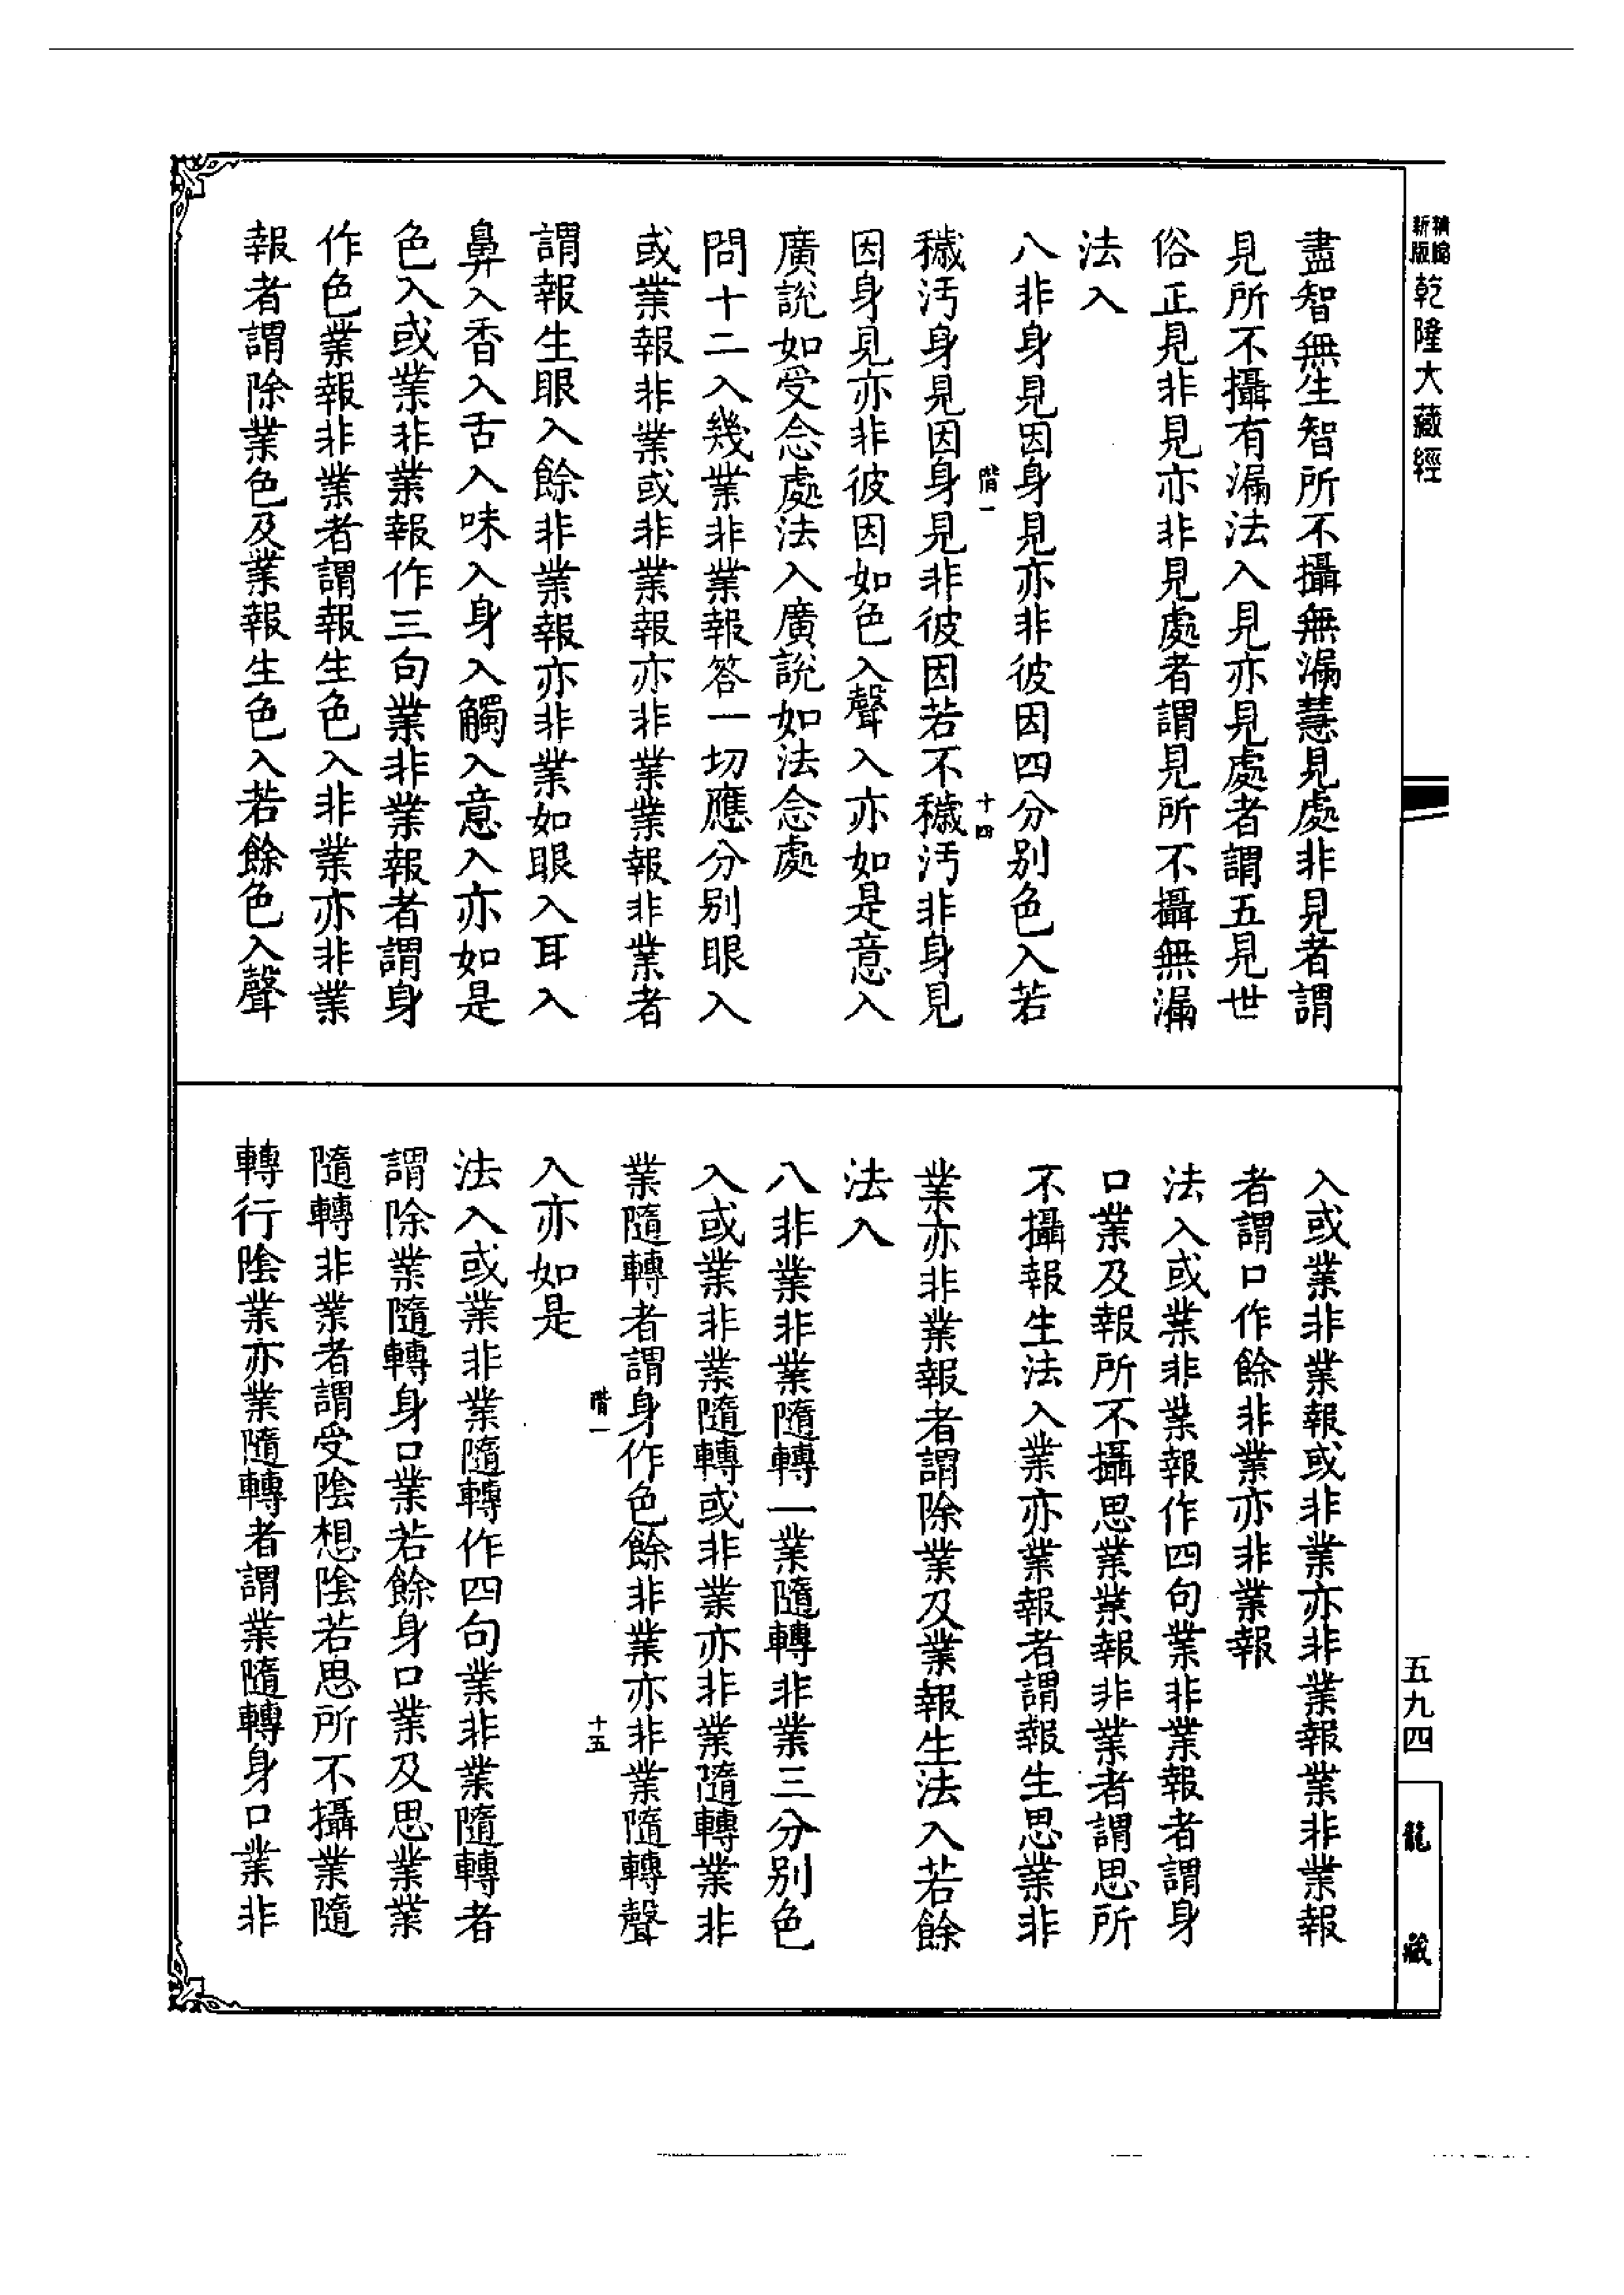 新版精縮乾隆大藏經
盡智無生智所不攝無漏慧見處非見者謂
見所不攝有漏法入見亦見處者謂五見世
俗正見非見亦非見處者謂見所不攝無漏
法入
八非身見因身見亦非彼因四分別色入若
穢污身見因身見非彼因若不穢污非身見
因身見亦非彼因如色入聲入亦如是意入
廣說如受念處法入廣說如法念處
問十二入幾業非業報答一切應分別眼入
或業報非業或非業報亦非業業報非業者
謂報生眼入餘非業報亦非業如眼入耳入
鼻入香入舌入味入身入觸入意入亦如是
色入或業非業報作三句業非業報者謂身
作色業報非業者謂報生色入非業亦非業
報者謂除業色及業報生色入若餘色入聲
階一
十四
入或業非業報或非業亦非業報業非業報
者謂口作餘非業亦非業報
法入或業非業報作四句業非業報者謂身
口業及報所不攝思業業報非業者謂思所
不攝報生法入業亦業報者謂報生思業非
業亦非業報者謂除業及業報生法入若餘
法入
八非業非業隨轉一業隨轉非業三分別色
入或業非業隨轉或非業亦非業隨轉業非
業隨轉者謂身作色餘非業亦非業隨轉聲
入亦如是
法入或業非業隨轉作四句業非業隨轉者
謂除業隨轉身口業若餘身口業及思業業
隨轉非業者謂受陰想陰若思所不攝業隨
轉行陰業亦業隨轉者謂業隨轉身口業非
階一
十五
五九四
龍藏